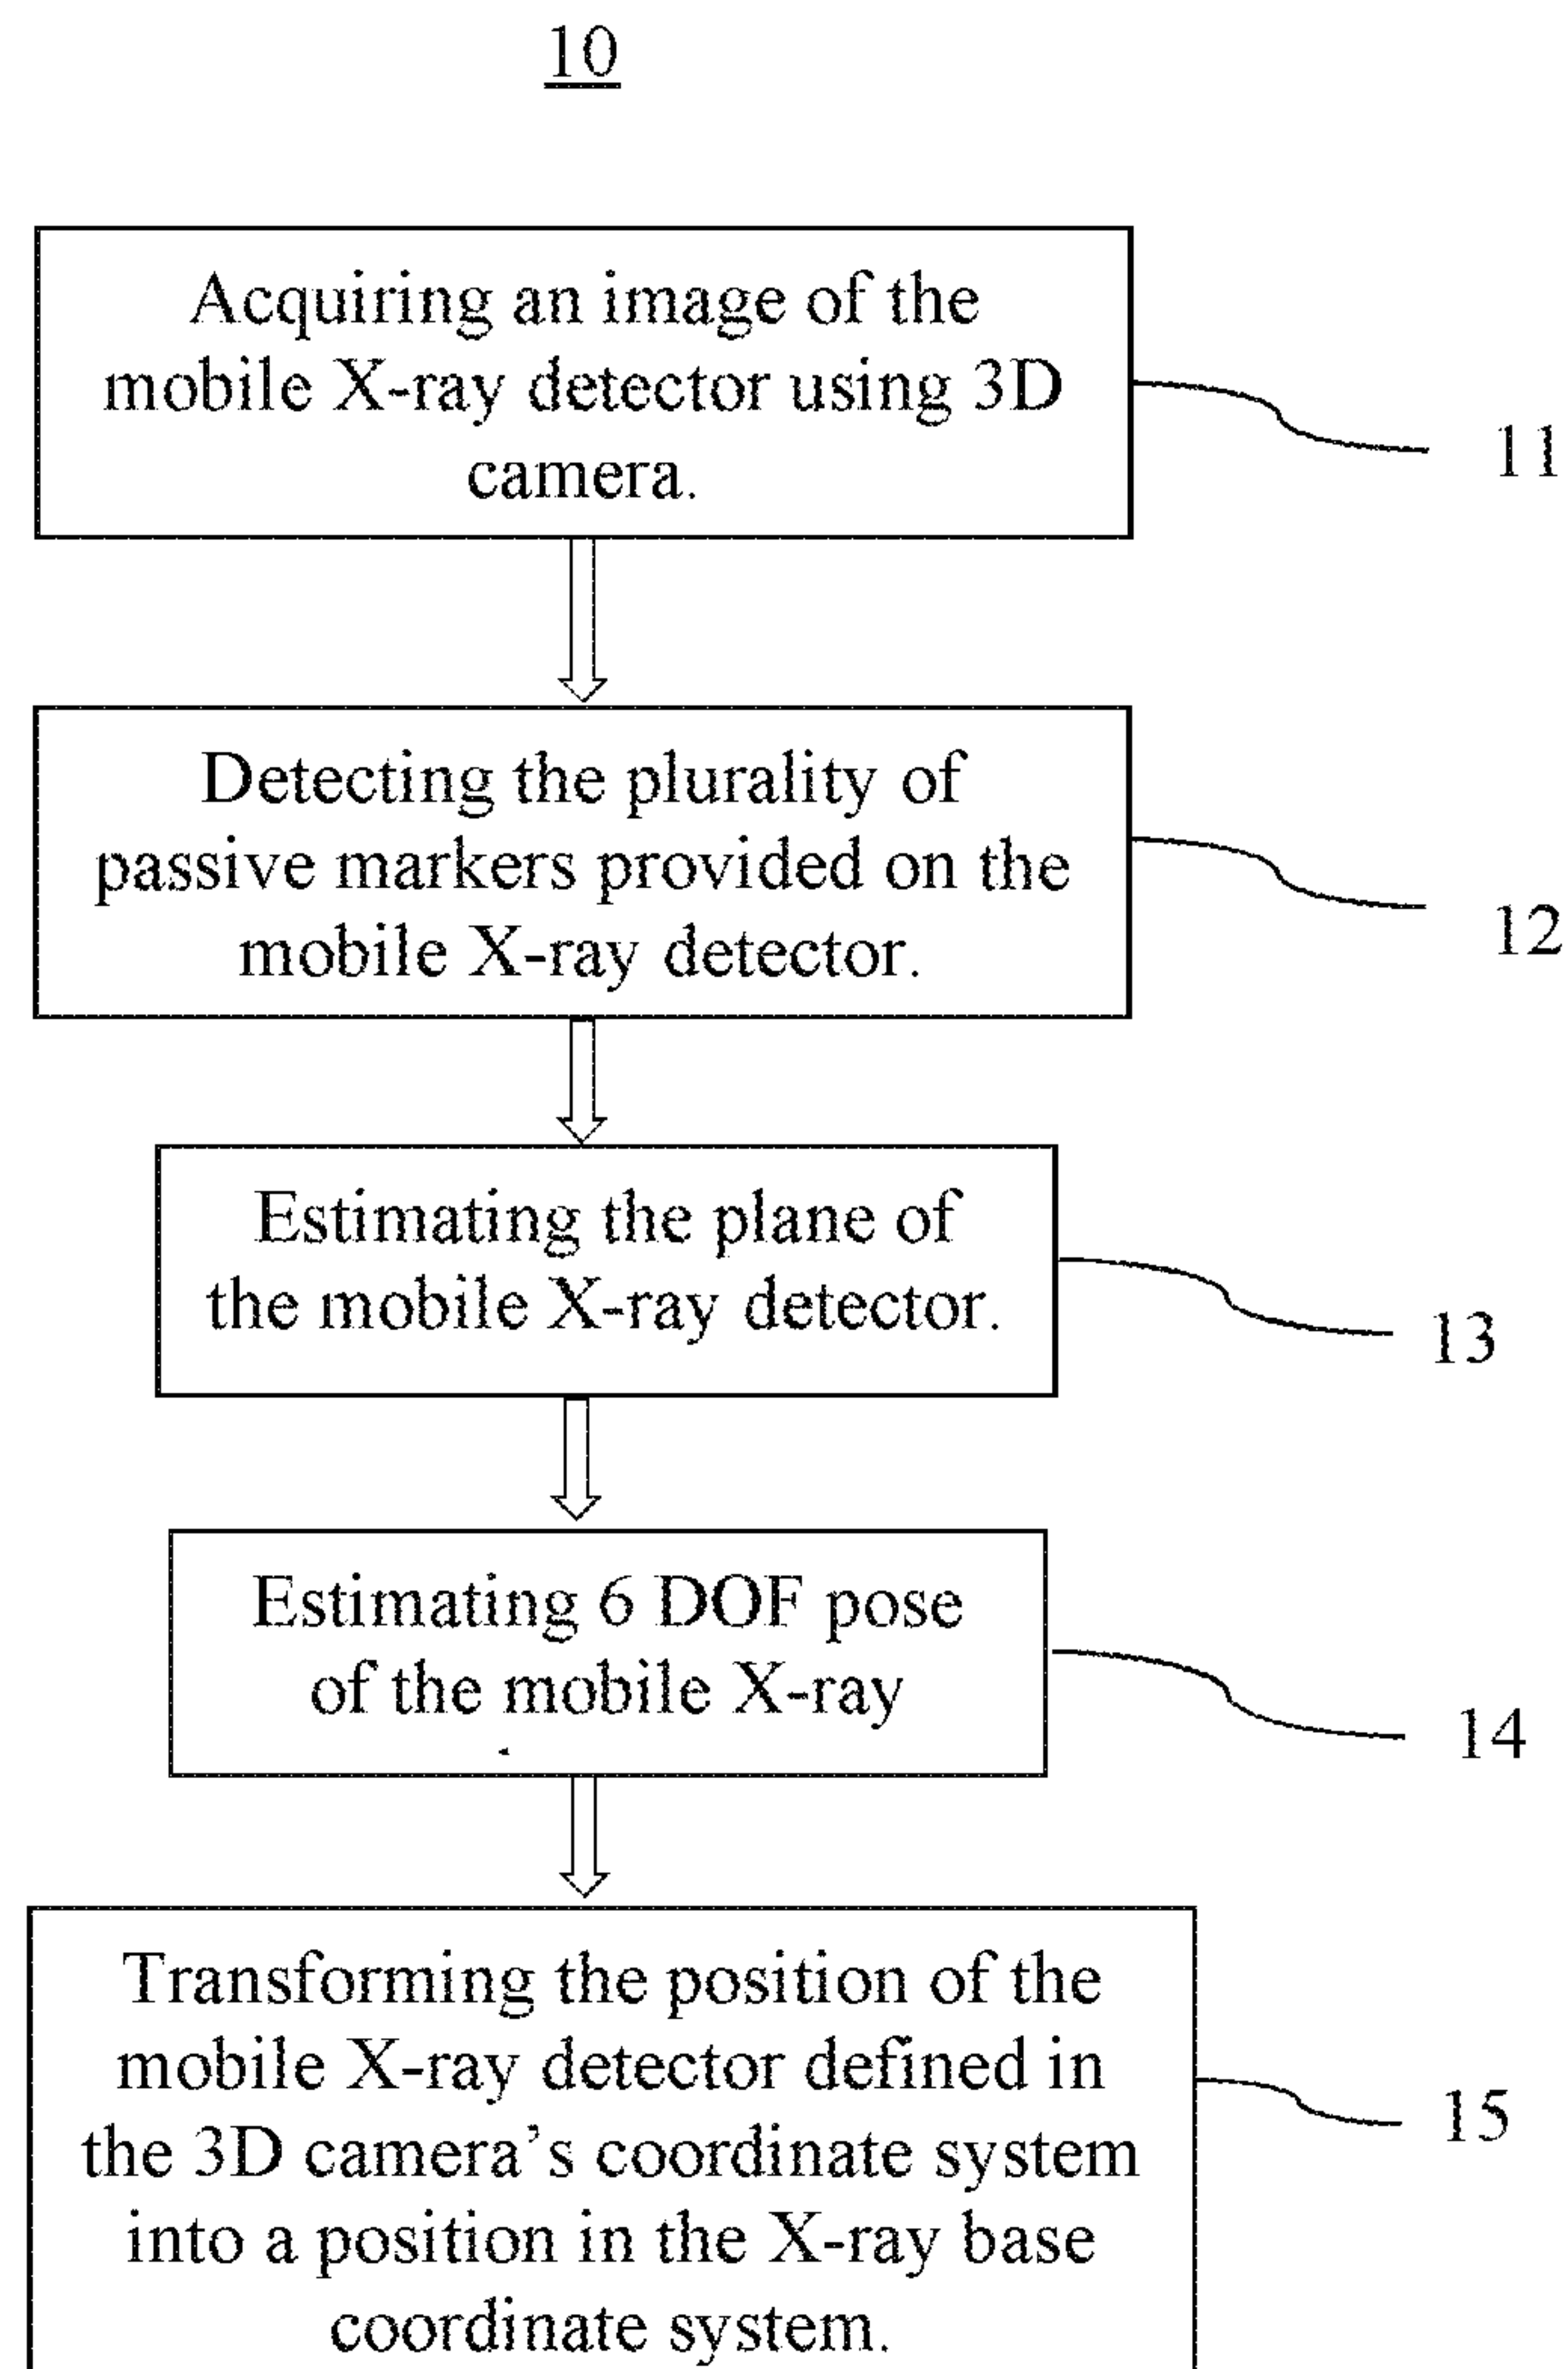 10
Acquiring an image of the
mobile X-ray detector using 3D
camera.
11
Detecting the plurality of
passive markers provided on the
mobile X-ray detector.
12
Estimating the plane of
the mobile X-ray detector.
13
Estimating 6 DOF pose
of the mobile X-ray
14
Transforming the position of the
mobile X-ray detector defined in
the 3D camera’s coordinate system
into a position in the X-ray base
coordinate system.
15